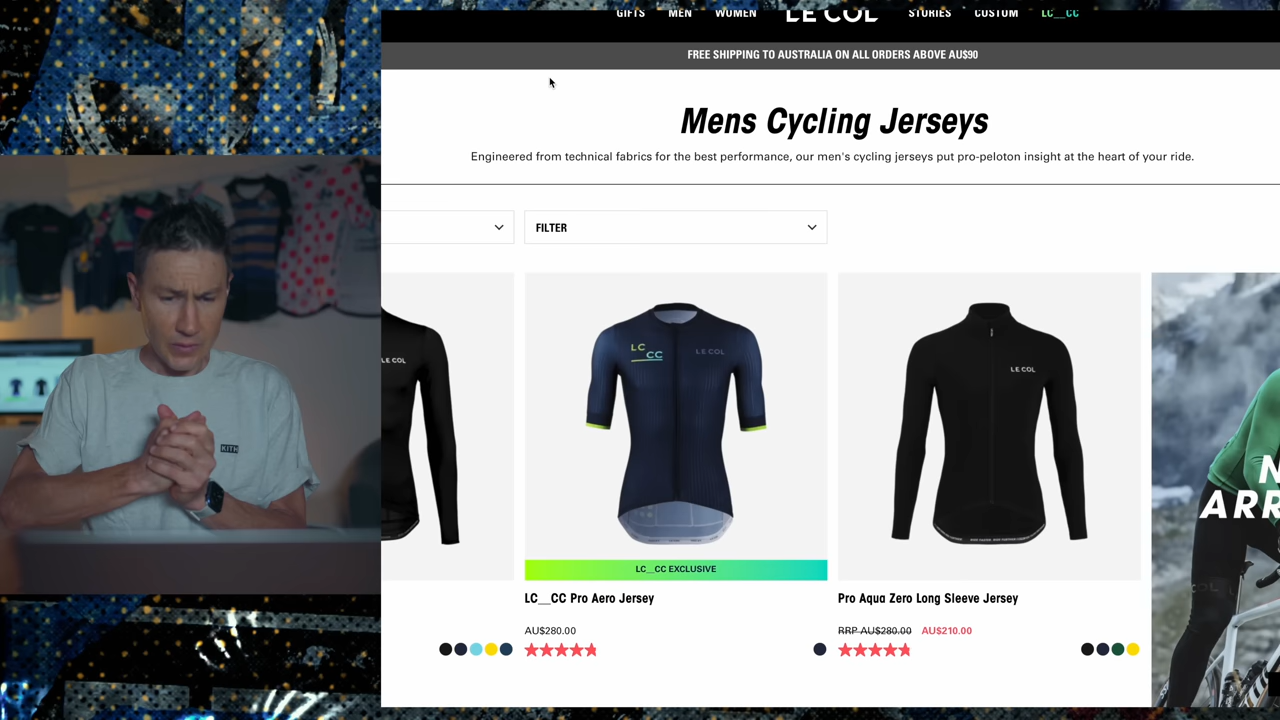 GIFTS MEN WOMEN LE COL STORIES CUSTOM LC__CC
FREE SHIPPING TO AUSTRALIA ON ALL ORDERS ABOVE AU$90
Mens Cycling Jerseys
Engineered from technical fabrics for the best performance, our men's cycling jerseys put pro-peloton insight at the heart of your ride.
FILTER
LE COL
LC
CC
LE COL
LE COL
N
ARR
KITH
LC__CC EXCLUSIVE
LC__CC Pro Aero Jersey
Pro Aqua Zero Long Sleeve Jersey
AU$280.00
RRP AU$280.00 AU$210.00